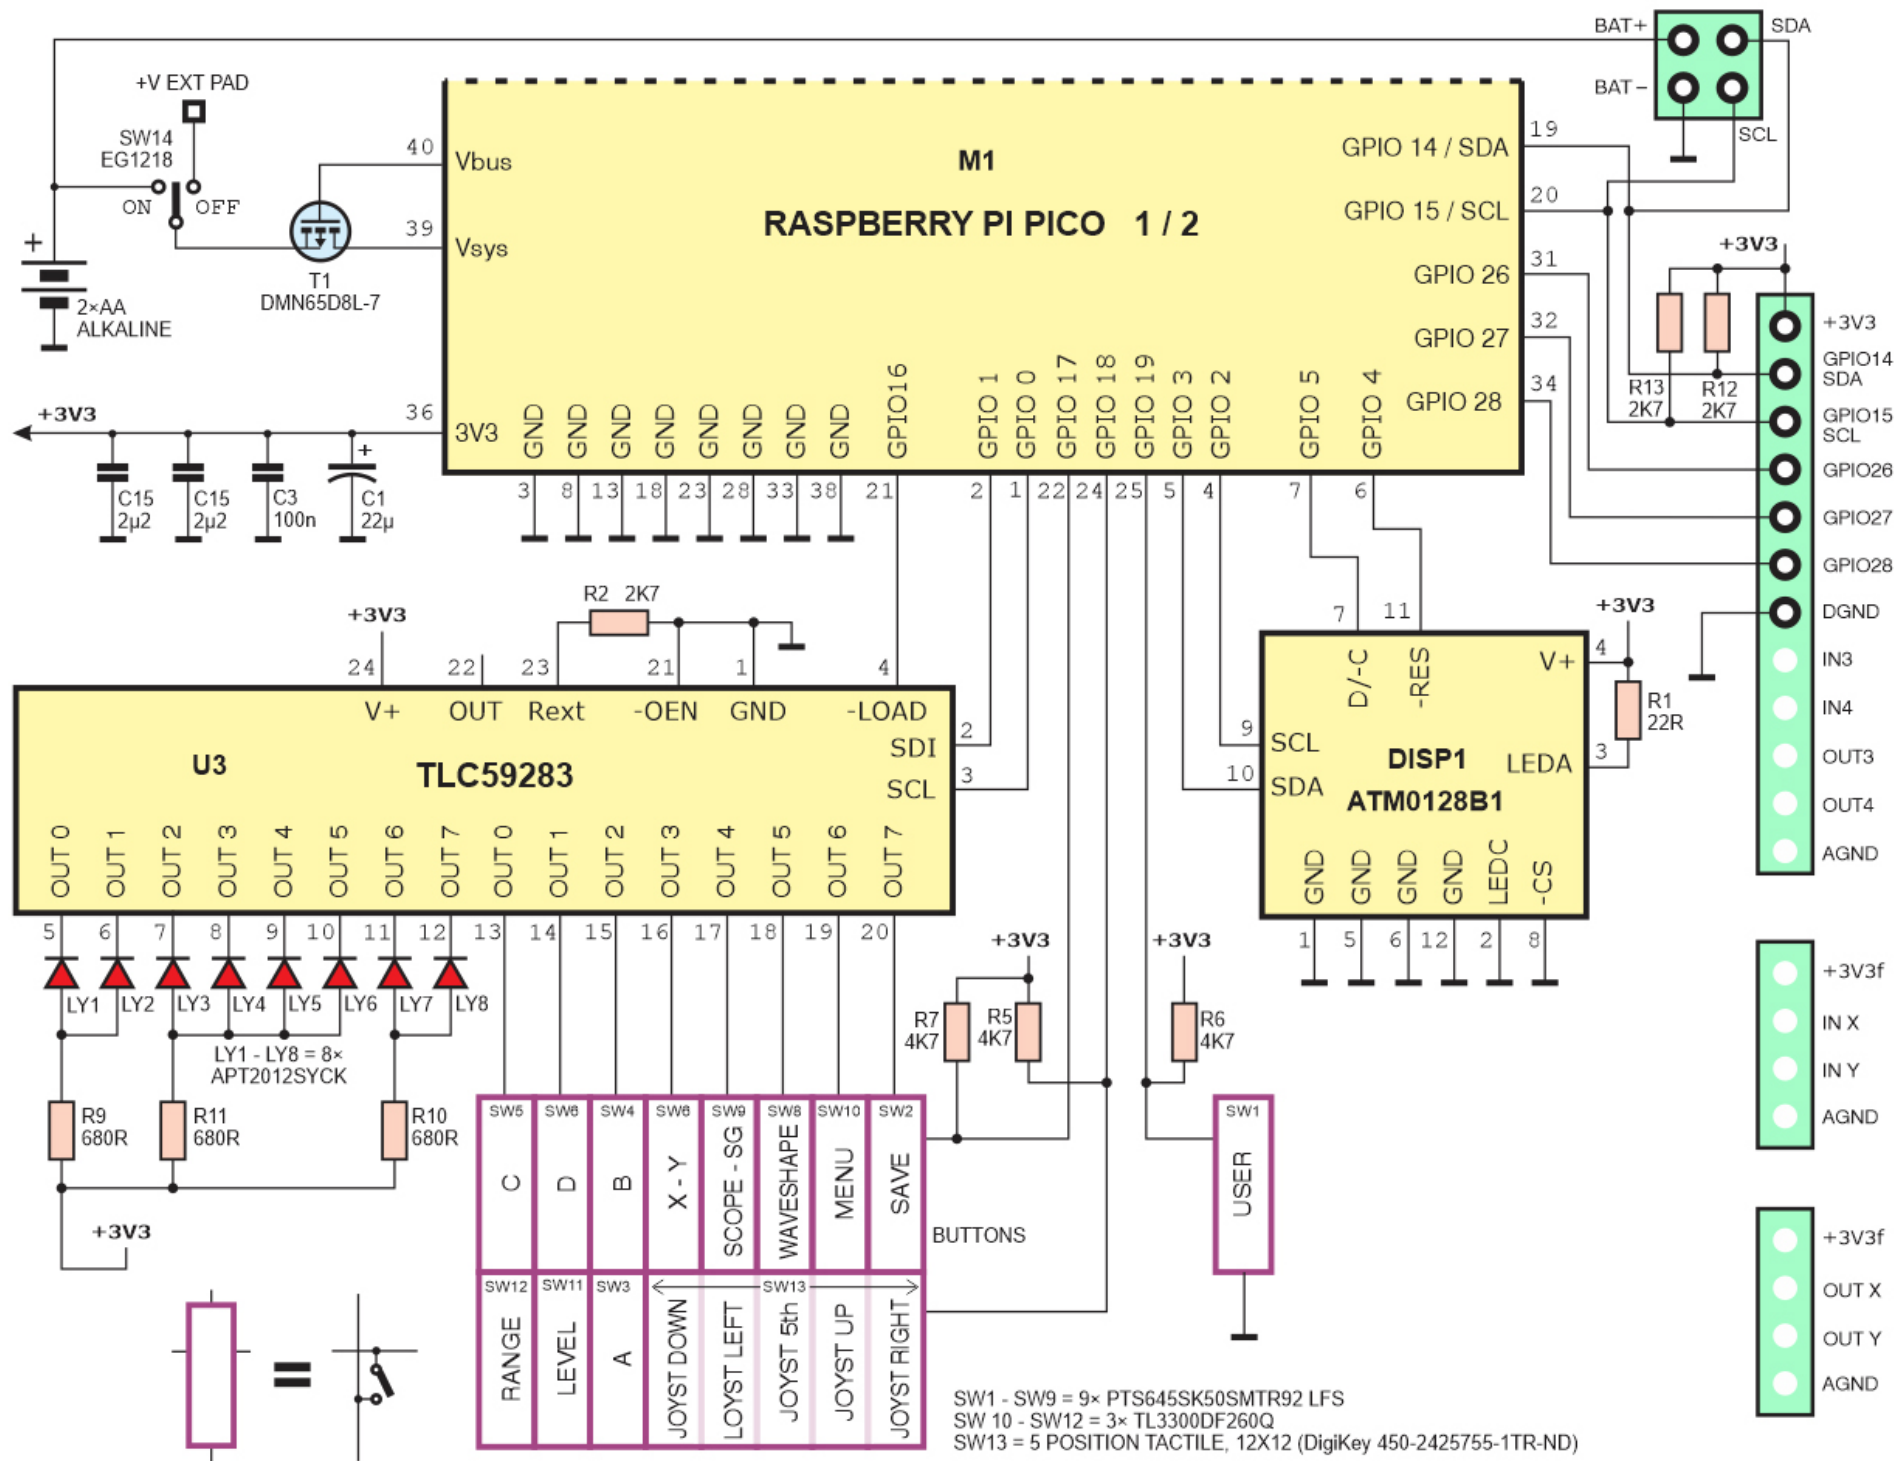 BAT+
SDA
BAT−
SCL
+V EXT PAD
SW14
EG1218
ON
OFF
+
2×AA
ALKALINE
T1
DMN65D8L-7
40
Vbus
39
Vsys
M1
RASPBERRY PI PICO 1 / 2
GPIO 14 / SDA
19
GPIO 15 / SCL
20
GPIO 26
31
GPIO 27
32
GPIO 28
34
+3V3
36
3V3
GND
GND
GND
GND
GND
GND
GND
GND
GPIO16
GPIO 1
GPIO 0
GPIO 17
GPIO 18
GPIO 19
GPIO 3
GPIO 2
GPIO 5
GPIO 4
3
8
13
18
23
28
33
38
21
2
1
22
24
25
5
4
7
6
C15
2µ2
C15
2µ2
C3
100n
+
C1
22µ
+3V3
R13
2K7
R12
2K7
+3V3
GPIO14
SDA
GPIO15
SCL
GPIO26
GPIO27
GPIO28
DGND
IN3
IN4
OUT3
OUT4
AGND
+3V3
R2 2K7
24
22
23
21
1
4
V+
OUT
Rext
-OEN
GND
-LOAD
U3
TLC59283
SDI
2
SCL
3
OUT 0
OUT 1
OUT 2
OUT 3
OUT 4
OUT 5
OUT 6
OUT 7
OUT 0
OUT 1
OUT 2
OUT 3
OUT 4
OUT 5
OUT 6
OUT 7
5
6
7
8
9
10
11
12
13
14
15
16
17
18
19
20
LY1
LY2
LY3
LY4
LY5
LY6
LY7
LY8
LY1 - LY8 = 8×
APT2012SYCK
R9
680R
R11
680R
R10
680R
+3V3
7
11
+3V3
D/-C
-RES
V+
4
R1
22R
9
SCL
10
SDA
DISP1
ATM0128B1
LEDA
3
GND
GND
GND
GND
LEDC
-CS
1
5
6
12
2
8
+3V3
R7
4K7
R5
4K7
+3V3
R6
4K7
SW5
SW6
SW4
SW6
SW9
SW8
SW10
SW2
C
D
B
X - Y
SCOPE - SG
WAVESHAPE
MENU
SAVE
BUTTONS
SW12
SW11
SW3
SW13
RANGE
LEVEL
A
JOYST DOWN
LOYST LEFT
JOYST 5th
JOYST UP
JOYST RIGHT
SW1
USER
+3V3f
IN X
IN Y
AGND
+3V3f
OUT X
OUT Y
AGND
=
SW1 - SW9 = 9× PTS645SK50SMTR92 LFS
SW 10 - SW12 = 3× TL3300DF260Q
SW13 = 5 POSITION TACTILE, 12X12 (DigiKey 450-2425755-1TR-ND)